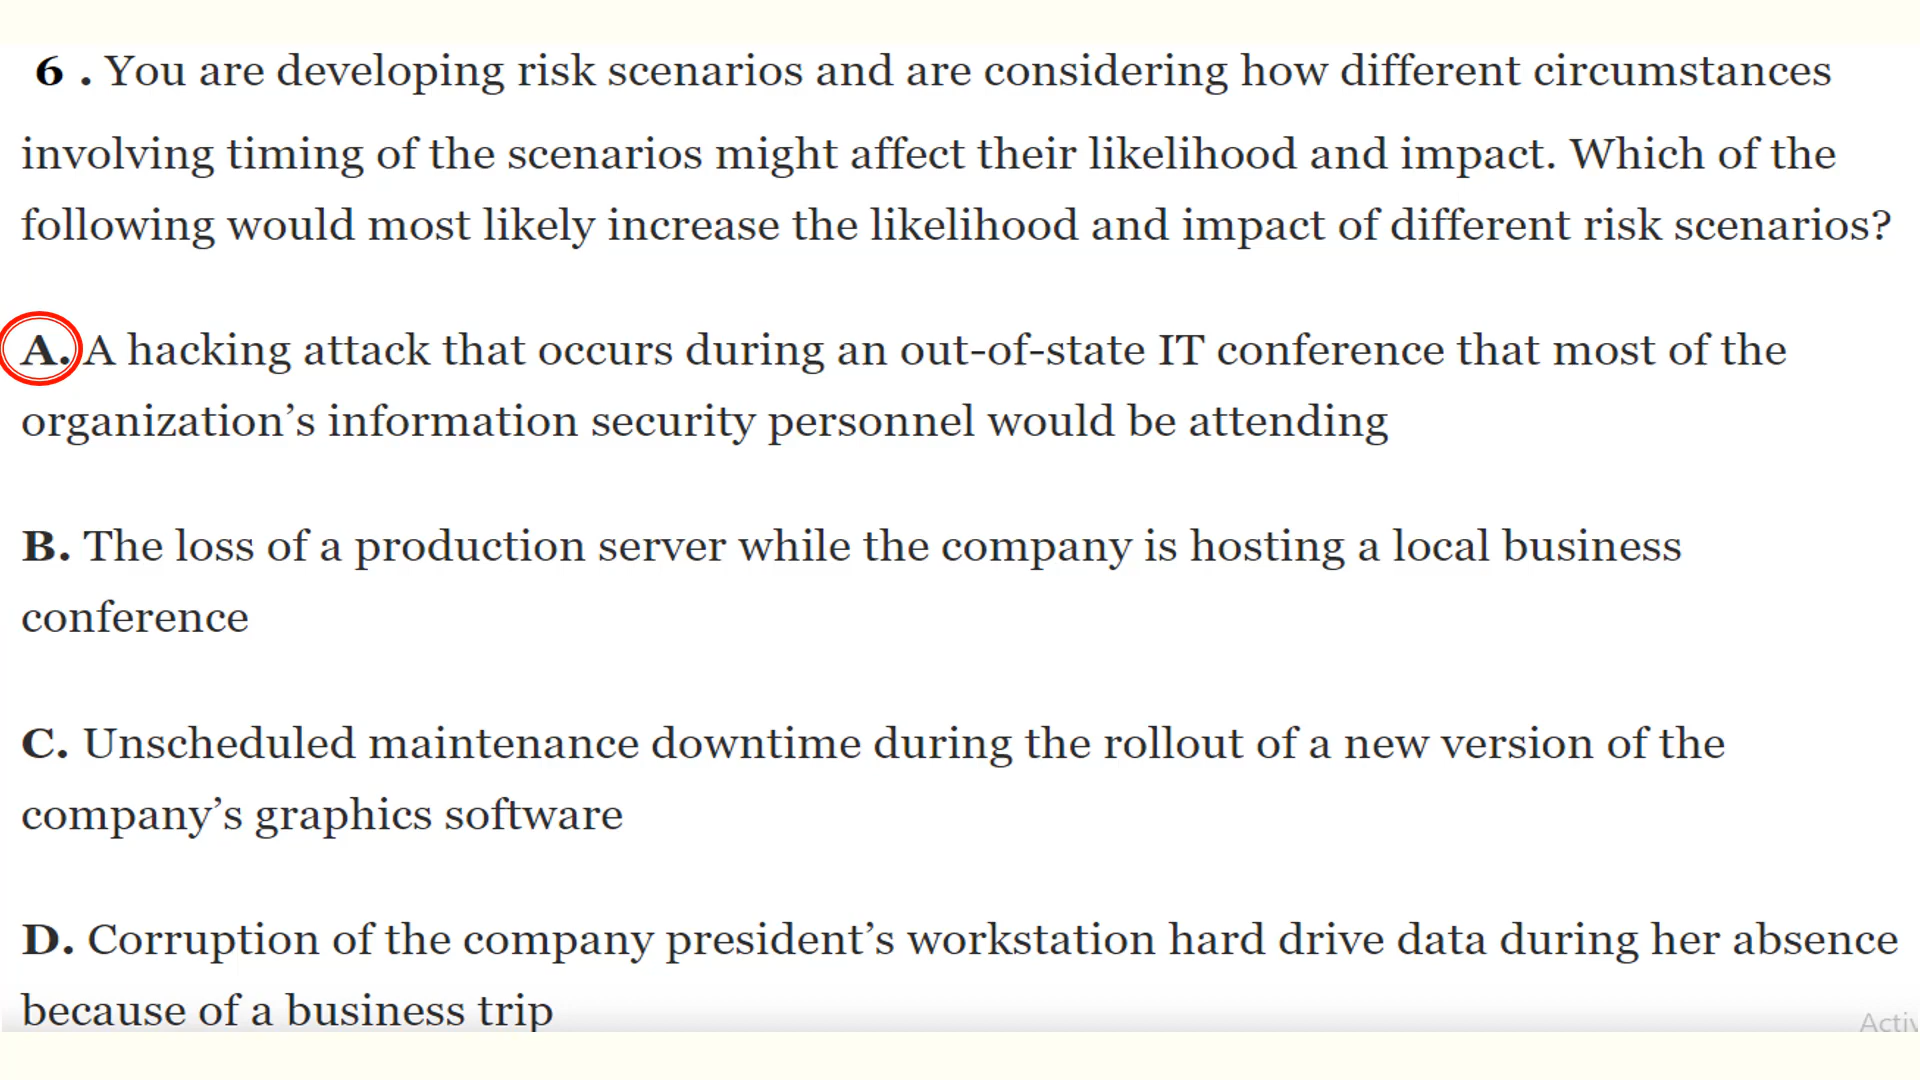 6 . You are developing risk scenarios and are considering how different circumstances
involving timing of the scenarios might affect their likelihood and impact. Which of the
following would most likely increase the likelihood and impact of different risk scenarios?
A. A hacking attack that occurs during an out-of-state IT conference that most of the
organization’s information security personnel would be attending
B. The loss of a production server while the company is hosting a local business
conference
C. Unscheduled maintenance downtime during the rollout of a new version of the
company’s graphics software
D. Corruption of the company president’s workstation hard drive data during her absence
because of a business trip